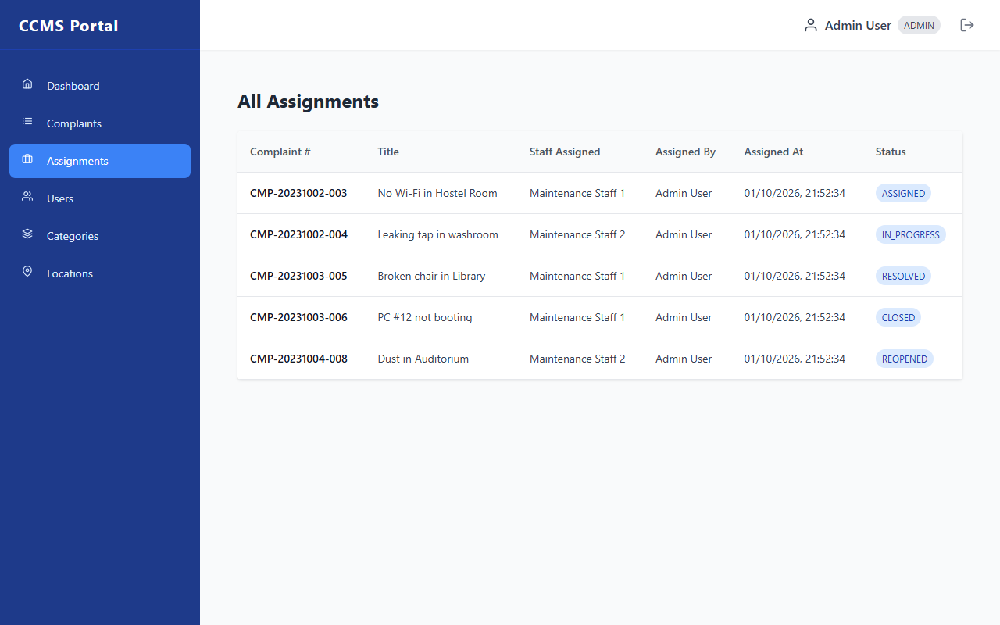 CCMS Portal
Admin User ADMIN
Dashboard
Complaints
Assignments
Users
Categories
Locations
All Assignments
Complaint # Title Staff Assigned Assigned By Assigned At Status
CMP-20231002-003 No Wi-Fi in Hostel Room Maintenance Staff 1 Admin User 01/10/2026, 21:52:34 ASSIGNED
CMP-20231002-004 Leaking tap in washroom Maintenance Staff 2 Admin User 01/10/2026, 21:52:34 IN_PROGRESS
CMP-20231003-005 Broken chair in Library Maintenance Staff 1 Admin User 01/10/2026, 21:52:34 RESOLVED
CMP-20231003-006 PC #12 not booting Maintenance Staff 1 Admin User 01/10/2026, 21:52:34 CLOSED
CMP-20231004-008 Dust in Auditorium Maintenance Staff 2 Admin User 01/10/2026, 21:52:34 REOPENED